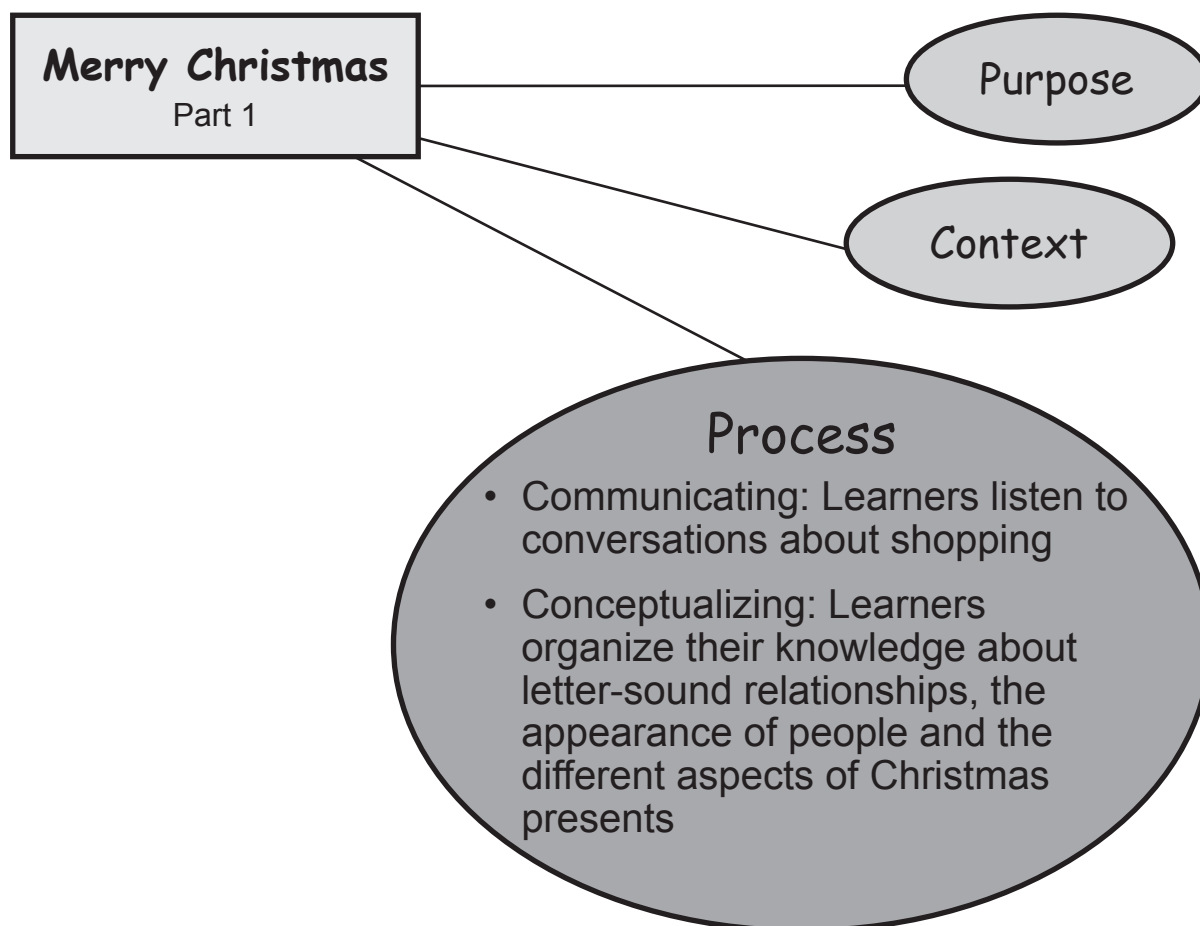 Merry Christmas
Part 1
Purpose
Context
Process
• Communicating: Learners listen to
conversations about shopping
• Conceptualizing: Learners
organize their knowledge about
letter-sound relationships, the
appearance of people and the
different aspects of Christmas
presents